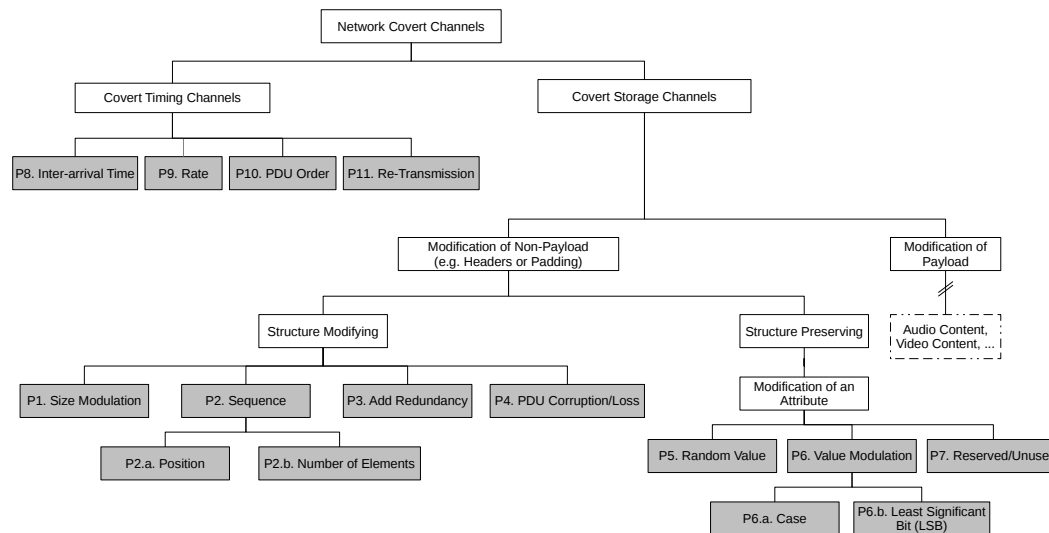 Network Covert Channels
Covert Timing Channels
Covert Storage Channels
P8. Inter-arrival Time
P9. Rate
P10. PDU Order
P11. Re-Transmission
Modification of Non-Payload
(e.g. Headers or Padding)
Modification of
Payload
Structure Modifying
Structure Preserving
Audio Content,
Video Content, ...
P1. Size Modulation
P2. Sequence
P3. Add Redundancy
P4. PDU Corruption/Loss
Modification of an
Attribute
P2.a. Position
P2.b. Number of Elements
P5. Random Value
P6. Value Modulation
P7. Reserved/Unuse
P6.a. Case
P6.b. Least Significant
Bit (LSB)